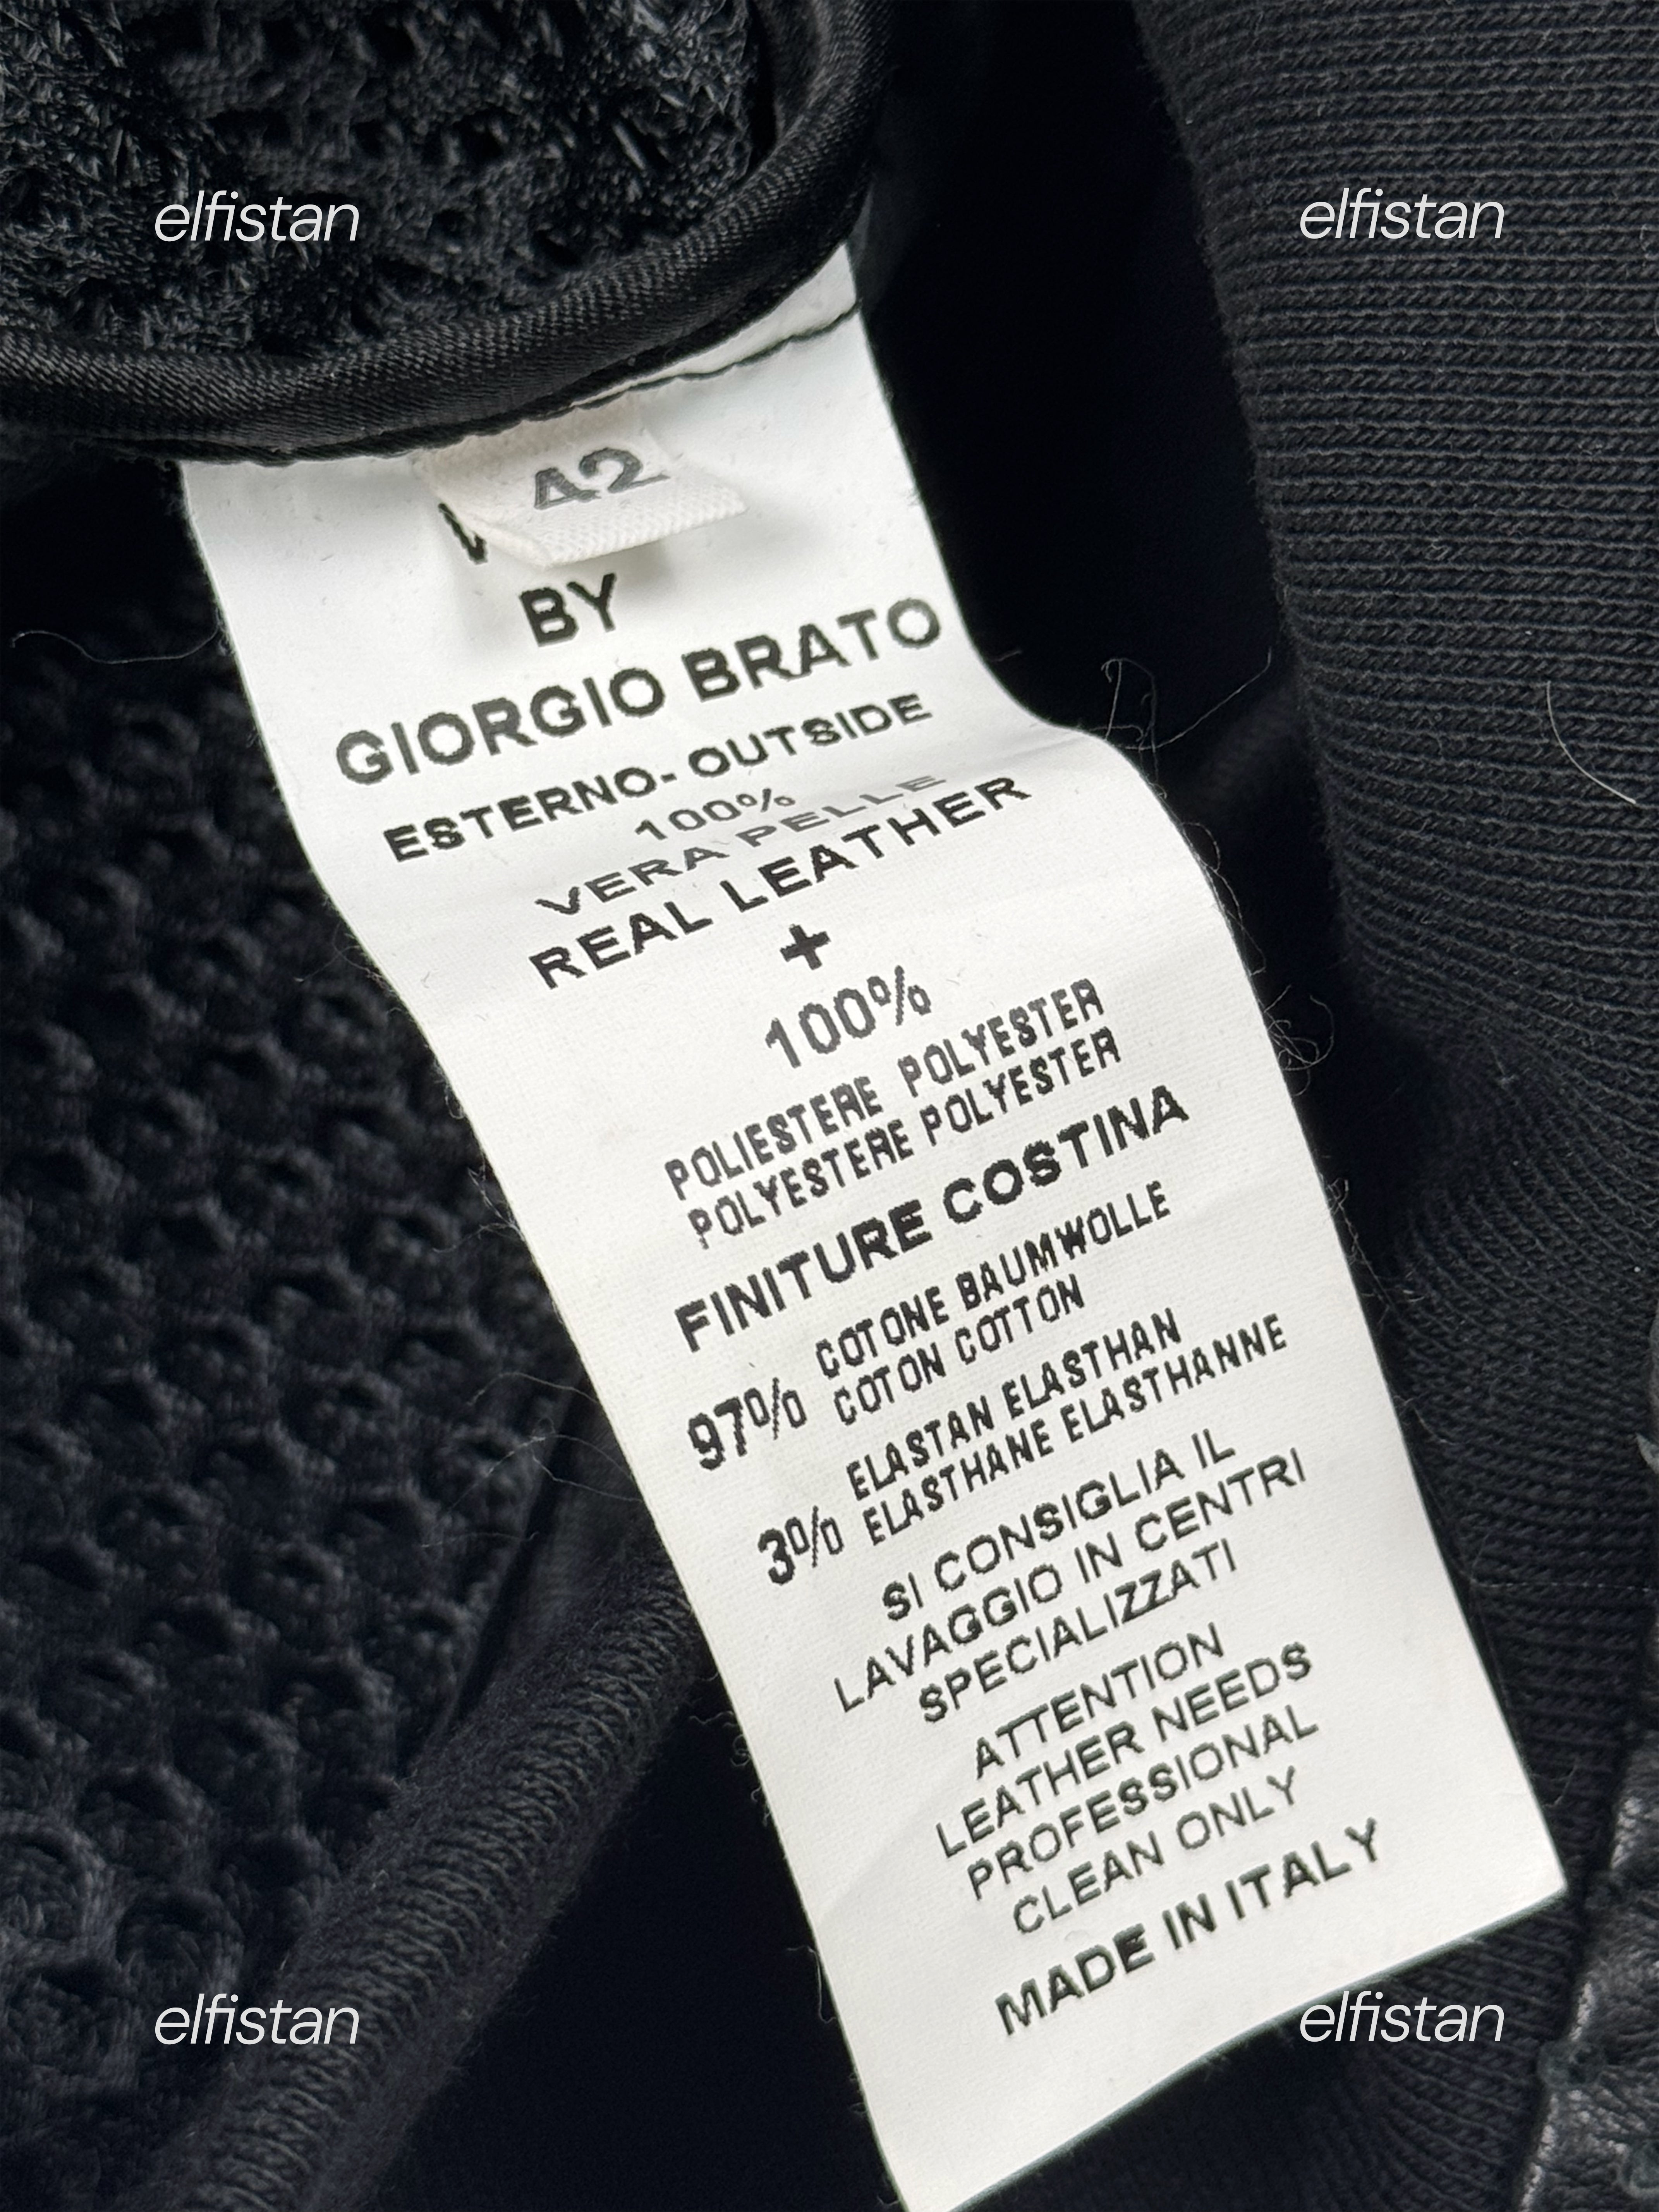 elfistan
elfistan
42
BY
GIORGIO BRATO
ESTERNO- OUTSIDE
100%
VERA PELLE
REAL LEATHER
+
100%
POLIESTERE POLYESTER
POLYESTERE POLYESTER
FINITURE COSTINA
COTONE BAUMWOLLE
97% COTON COTTON
ELASTAN ELASTHAN
3% ELASTHANE ELASTHANNE
SI CONSIGLIA IL
LAVAGGIO IN CENTRI
SPECIALIZZATI
ATTENTION
LEATHER NEEDS
PROFESSIONAL
CLEAN ONLY
MADE IN ITALY
elfistan
elfistan